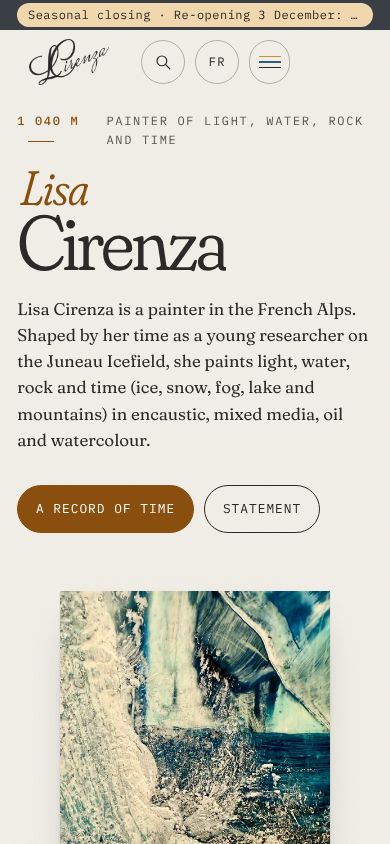 Seasonal closing · Re-opening 3 December: …
Lirenza
FR
1 040 M
PAINTER OF LIGHT, WATER, ROCK
AND TIME
Lisa
Cirenza
Lisa Cirenza is a painter in the French Alps.
Shaped by her time as a young researcher on
the Juneau Icefield, she paints light, water,
rock and time (ice, snow, fog, lake and
mountains) in encaustic, mixed media, oil
and watercolour.
A RECORD OF TIME
STATEMENT